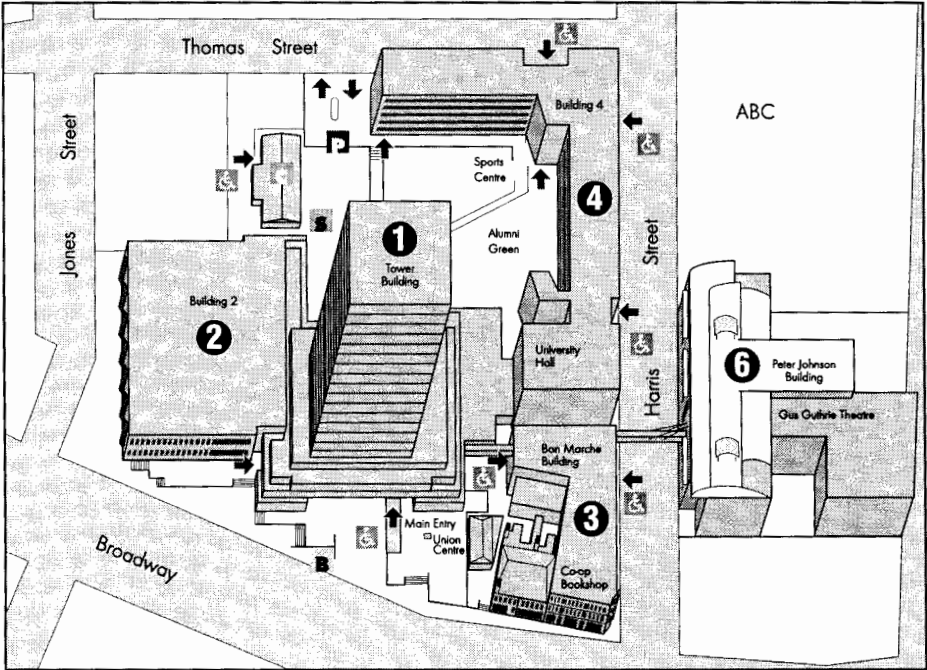 Thomas Street
Building 4
ABC
Jones Street
P
Sports
Centre
4
S
1
Tower
Building
Alumni
Green
Street
Building 2
2
University
Hall
Harris
6
Peter Johnson
Building
Gus Guthrie Theatre
Bon Marche
Building
3
Main Entry
Union
Centre
Broadway
B
Co-op
Bookshop